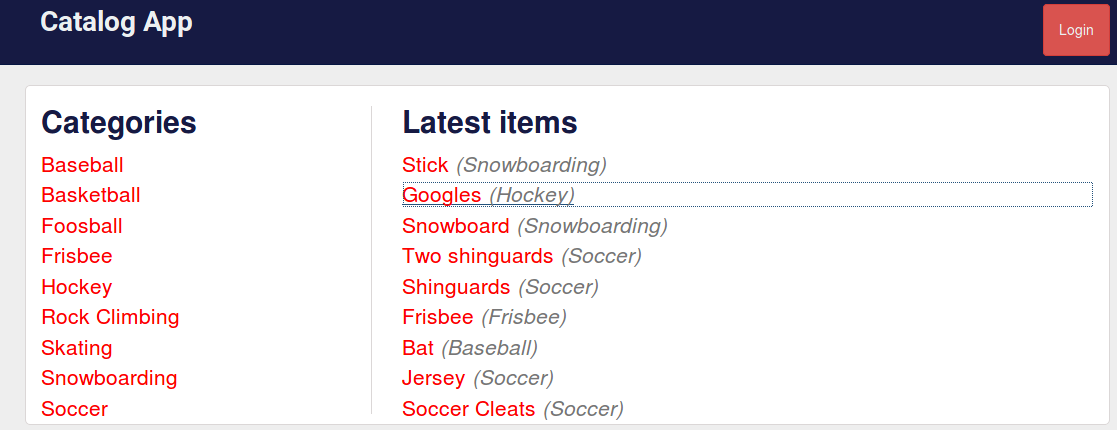 Catalog App
Login
Categories
Baseball
Basketball
Foosball
Frisbee
Hockey
Rock Climbing
Skating
Snowboarding
Soccer
Latest items
Stick (Snowboarding)
Googles (Hockey)
Snowboard (Snowboarding)
Two shinguards (Soccer)
Shinguards (Soccer)
Frisbee (Frisbee)
Bat (Baseball)
Jersey (Soccer)
Soccer Cleats (Soccer)